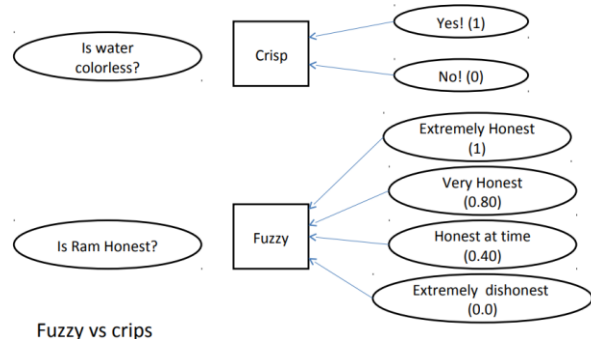 Is water
colorless?
Crisp
Yes! (1)
No! (0)
Is Ram Honest?
Fuzzy
Extremely Honest
(1)
Very Honest
(0.80)
Honest at time
(0.40)
Extremely dishonest
(0.0)
Fuzzy vs crips